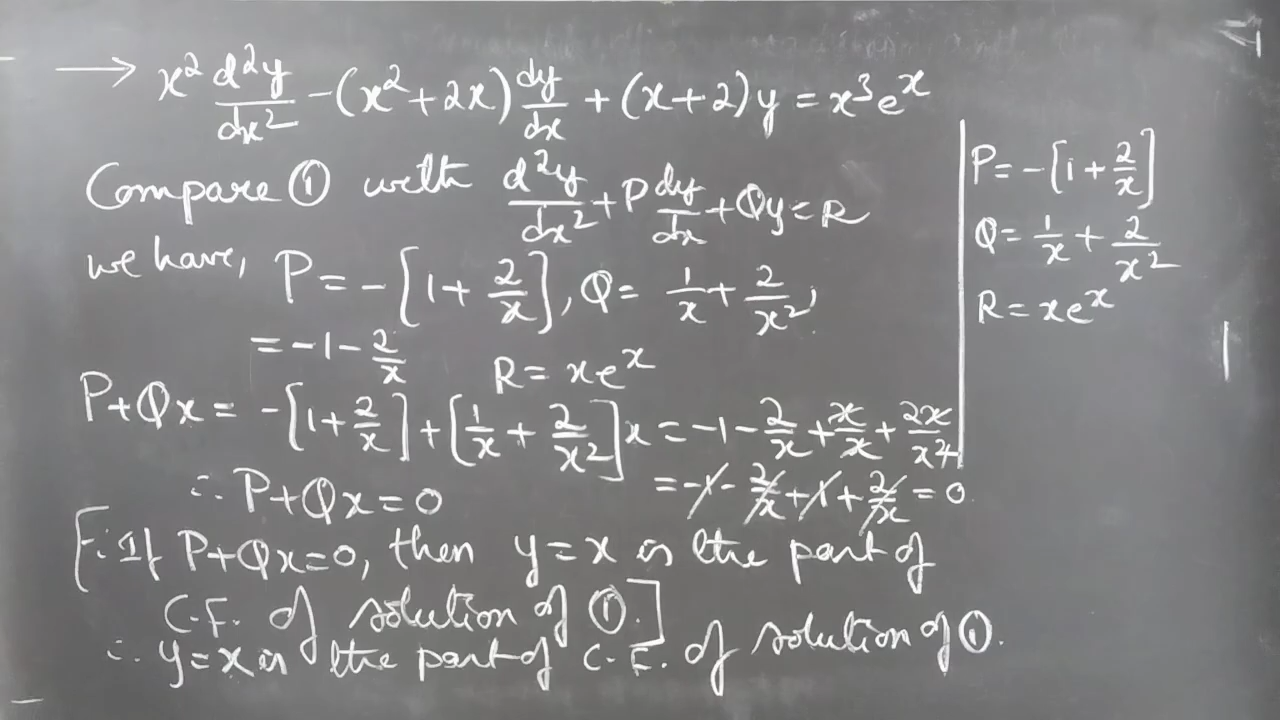 → x² d²y/dx² - (x²+2x) dy/dx + (x+2)y = x³eˣ
Compare ① with d²y/dx² + P dy/dx + Qy = R
we have, P = -[1+2/x], Q = 1/x + 2/x²,
= -1-2/x R = xeˣ
P+Qx = -[1+2/x]+[1/x+2/x²]x = -1-2/x+x/x+2x/x²
∴ P+Qx=0 = -1-2/x+1+2/x = 0.
[∵ If P+Qx=0, then y=x is the part of
C.F. of solution of ①.]
∴ y=x is the part of C.F. of solution of ①.
P = -[1+2/x]
Q = 1/x + 2/x²
R = xeˣ